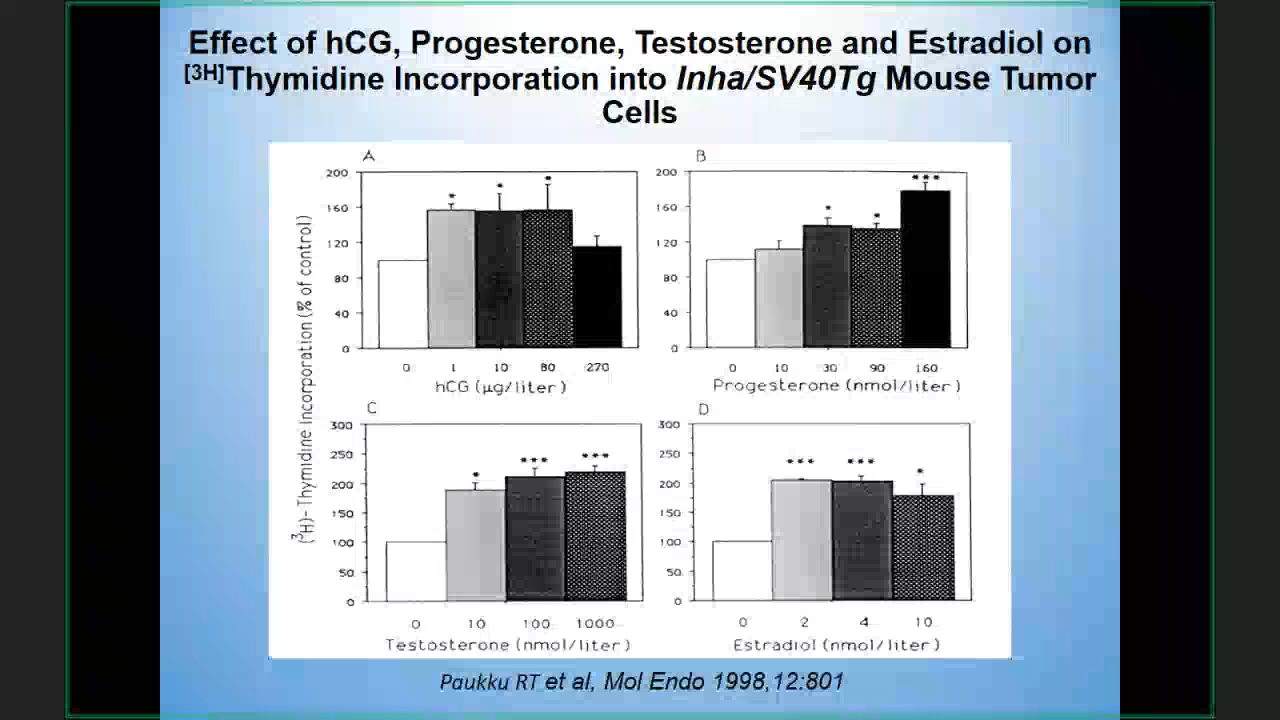 Effect of hCG, Progesterone, Testosterone and Estradiol on
[3H]Thymidine Incorporation into Inha/SV40Tg Mouse Tumor
Cells
(³H)- Thymidine Incorporation (% of control)
A
200
160
120
80
40
0
*
*
*
0 1 10 80 270
hCG (µg/liter)
B
200
160
120
80
40
0
*
*
***
0 10 30 90 160
Progesterone (nmol/liter)
C
300
250
200
150
100
50
0
*
***
***
0 10 100 1000
Testosterone (nmol/liter)
D
300
250
200
150
100
50
0
***
***
*
0 2 4 10
Estradiol (nmol/liter)
Paukku RT et al, Mol Endo 1998,12:801